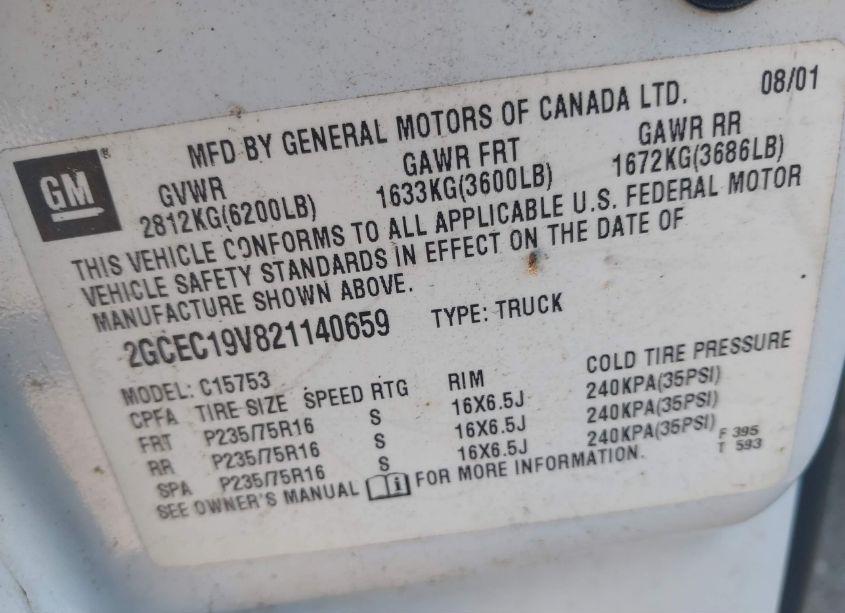 MFD BY GENERAL MOTORS OF CANADA LTD. 08/01
GM®
GVWR GAWR FRT GAWR RR
2812KG(6200LB) 1633KG(3600LB) 1672KG(3686LB)
THIS VEHICLE CONFORMS TO ALL APPLICABLE U.S. FEDERAL MOTOR
VEHICLE SAFETY STANDARDS IN EFFECT ON THE DATE OF
MANUFACTURE SHOWN ABOVE.
2GCEC19V821140659 TYPE: TRUCK
MODEL: C15753
CPFA TIRE SIZE SPEED RTG RIM COLD TIRE PRESSURE
FRT P235/75R16 S 16X6.5J 240KPA(35PSI)
RR P235/75R16 S 16X6.5J 240KPA(35PSI)
SPA P235/75R16 S 16X6.5J 240KPA(35PSI)
SEE OWNER'S MANUAL i FOR MORE INFORMATION.
F 395
T 593